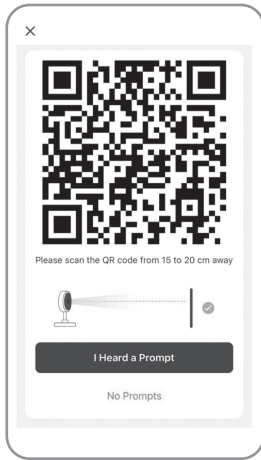 Please scan the QR code from 15 to 20 cm away
I Heard a Prompt
No Prompts